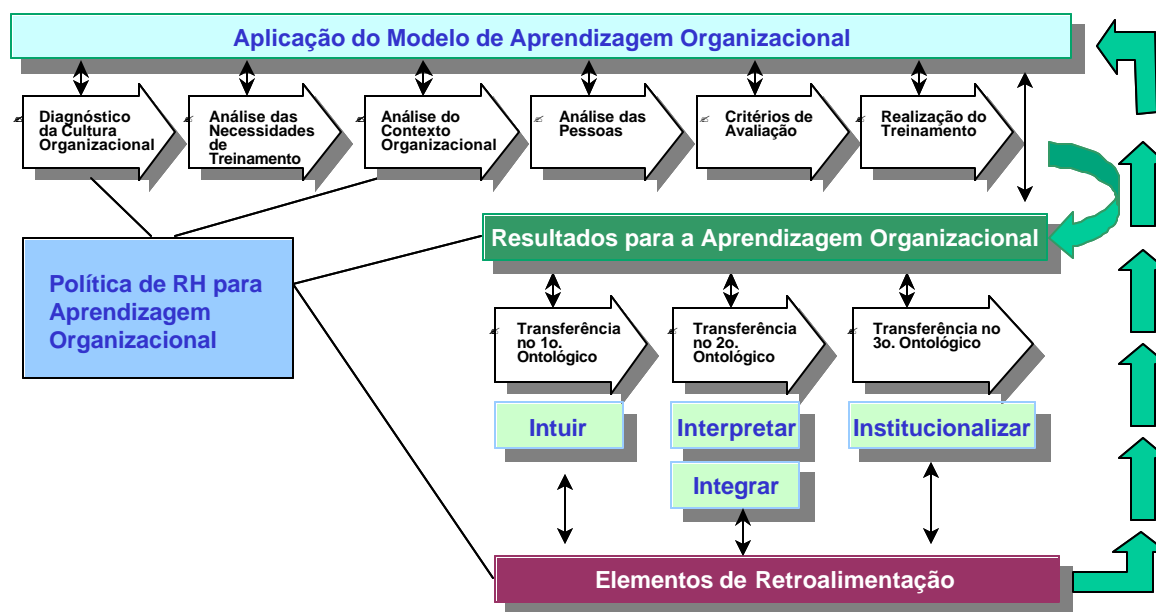 Aplicação do Modelo de Aprendizagem Organizacional
Diagnóstico
da Cultura
Organizacional
Análise das
Necessidades
de
Treinamento
Análise do
Contexto
Organizacional
Análise das
Pessoas
Critérios de
Avaliação
Realização do
Treinamento
Política de RH para
Aprendizagem
Organizacional
Resultados para a Aprendizagem Organizacional
Transferência
no 1o.
Ontológico
Transferência
no 2o.
Ontológico
Transferência no
3o. Ontológico
Intuir
Interpretar
Institucionalizar
Integrar
Elementos de Retroalimentação